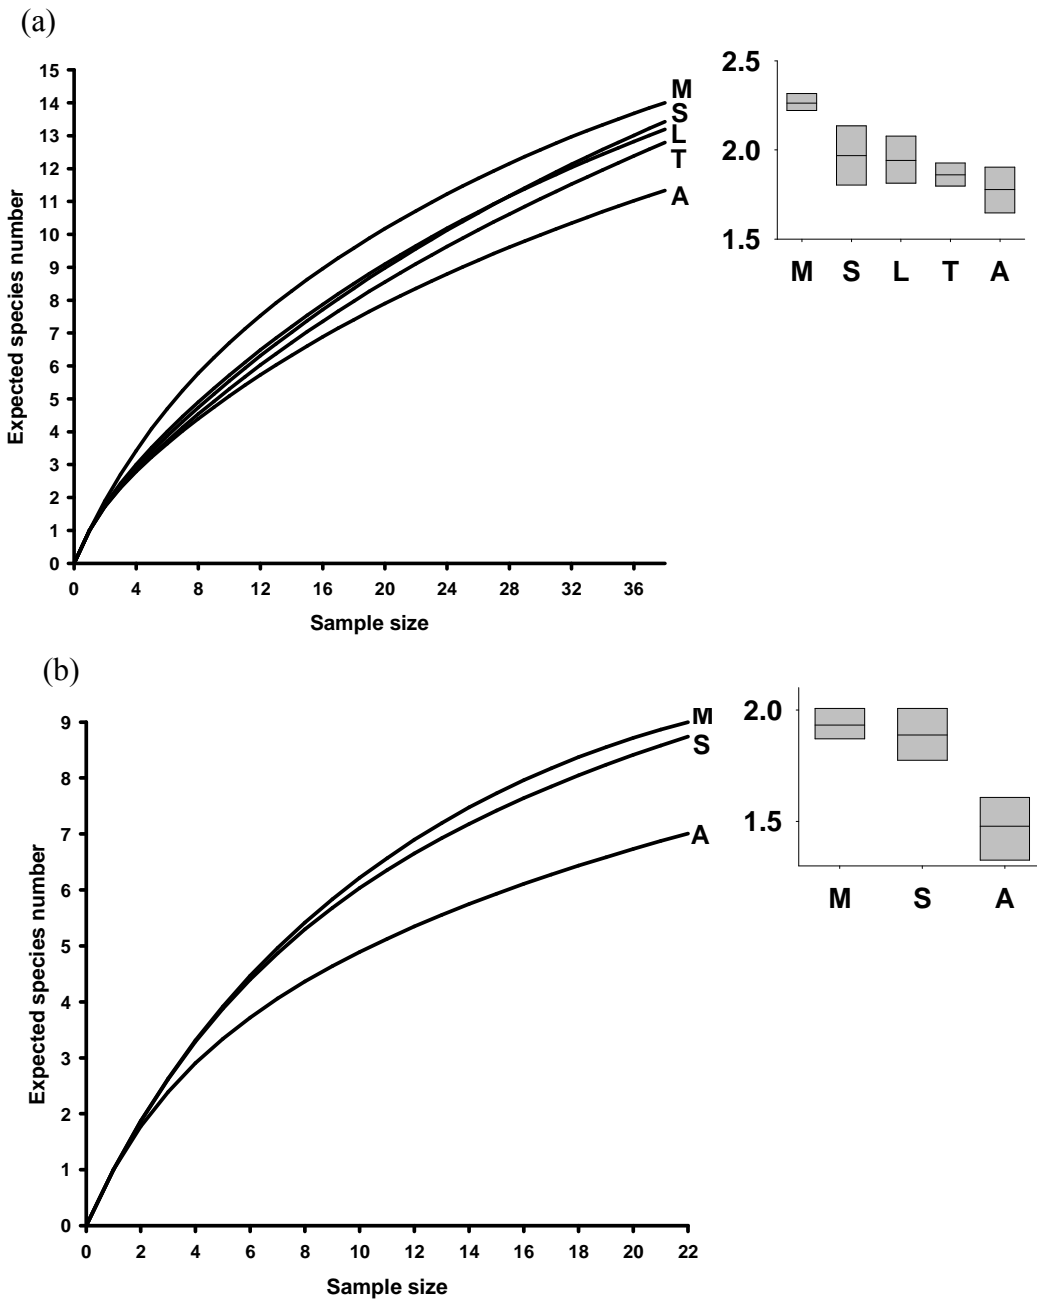 (a)
15
14
13
12
11
10
9
8
7
6
5
4
3
2
1
0
Expected species number
0 4 8 12 16 20 24 28 32 36
Sample size
M
S
L
T
A
2.5
2.0
1.5
M S L T A
(b)
9
8
7
6
5
4
3
2
1
0
Expected species number
0 2 4 6 8 10 12 14 16 18 20 22
Sample size
M
S
A
2.0
1.5
M S A